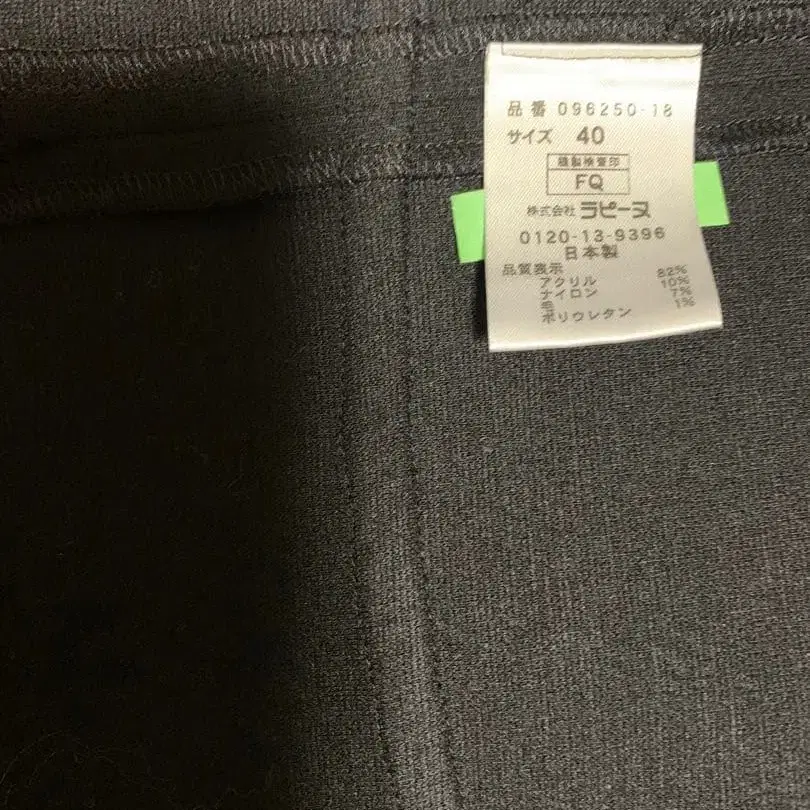 品番 096250-18
サイズ 40
縫製検査印
FQ
株式会社 ラピーヌ
0120-13-9396
日本製
品質表示
アクリル 82%
ナイロン 10%
毛 7%
ポリウレタン 1%